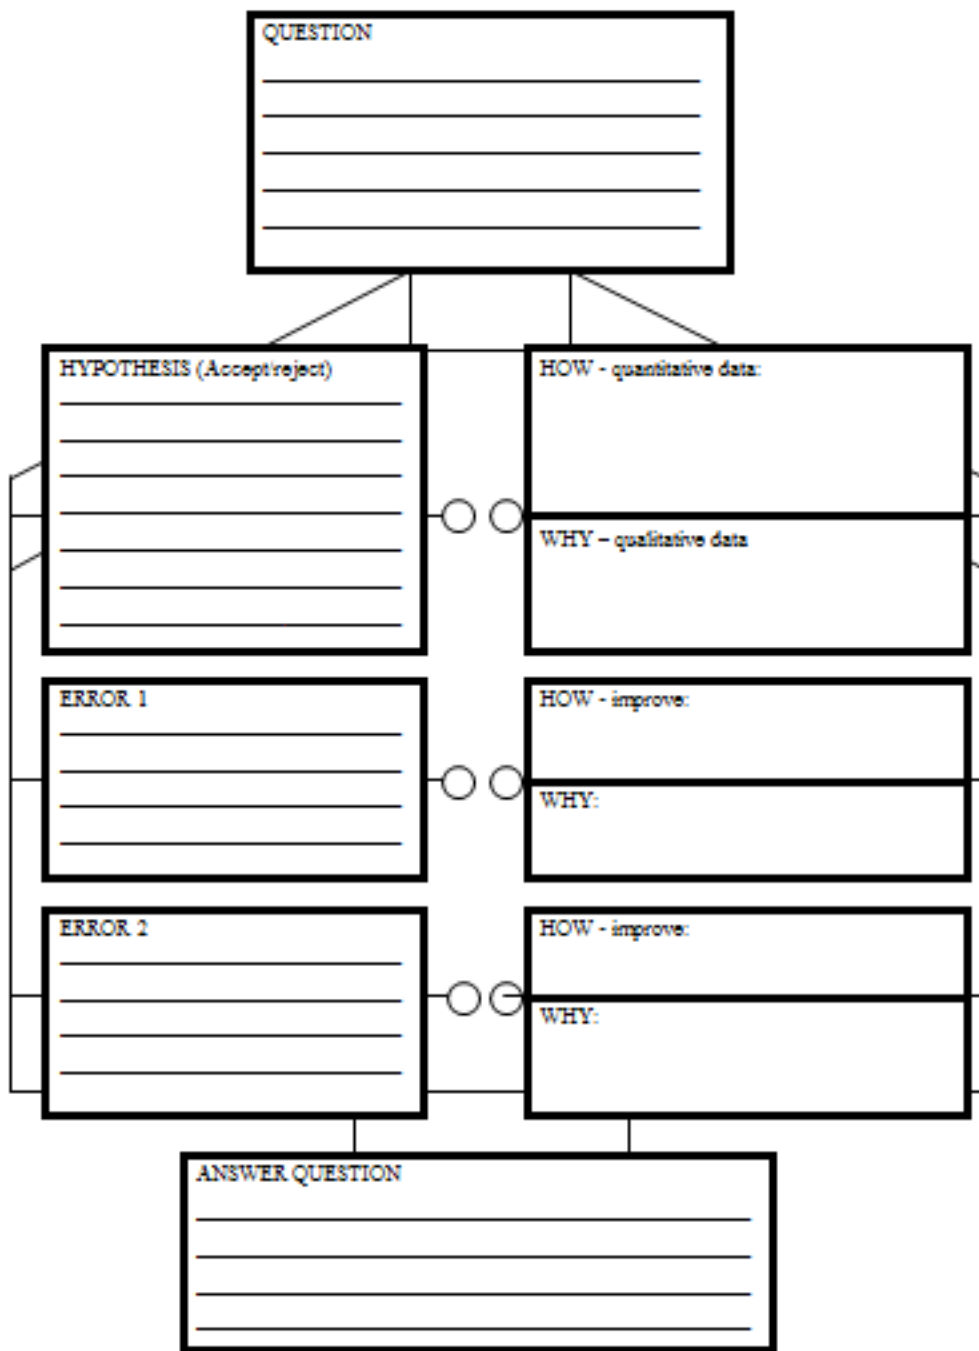 QUESTION
HYPOTHESIS (Accept/reject)
HOW - quantitative data:
WHY – qualitative data
ERROR 1
HOW - improve:
WHY:
ERROR 2
HOW - improve:
WHY:
ANSWER QUESTION